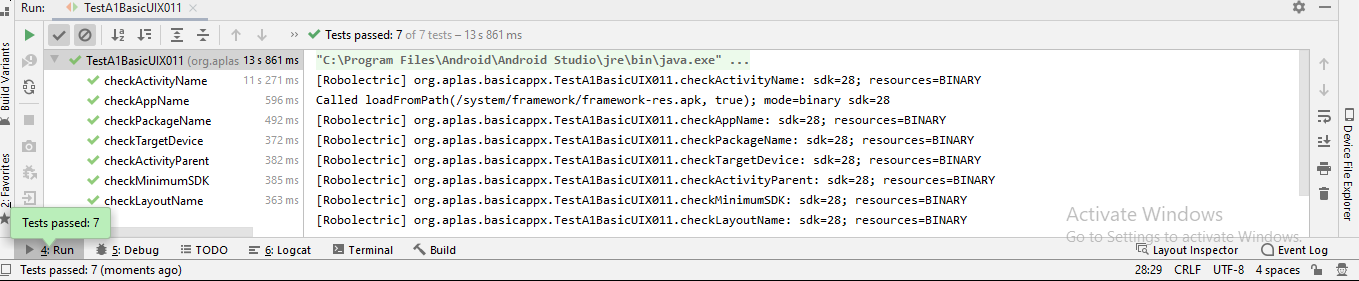 Run: TestA1BasicUIX011
Tests passed: 7 of 7 tests – 13 s 861 ms
TestA1BasicUIX011 (org.aplas 13 s 861 ms
"C:\Program Files\Android\Android Studio\jre\bin\java.exe" ...
checkActivityName 11 s 271 ms
[Robolectric] org.aplas.basicappx.TestA1BasicUIX011.checkActivityName: sdk=28; resources=BINARY
checkAppName 596 ms
Called loadFromPath(/system/framework/framework-res.apk, true); mode=binary sdk=28
checkPackageName 492 ms
[Robolectric] org.aplas.basicappx.TestA1BasicUIX011.checkAppName: sdk=28; resources=BINARY
checkTargetDevice 372 ms
[Robolectric] org.aplas.basicappx.TestA1BasicUIX011.checkPackageName: sdk=28; resources=BINARY
checkActivityParent 382 ms
[Robolectric] org.aplas.basicappx.TestA1BasicUIX011.checkTargetDevice: sdk=28; resources=BINARY
checkMinimumSDK 385 ms
[Robolectric] org.aplas.basicappx.TestA1BasicUIX011.checkActivityParent: sdk=28; resources=BINARY
checkLayoutName 363 ms
[Robolectric] org.aplas.basicappx.TestA1BasicUIX011.checkMinimumSDK: sdk=28; resources=BINARY
[Robolectric] org.aplas.basicappx.TestA1BasicUIX011.checkLayoutName: sdk=28; resources=BINARY
Build Variants
2: Favorites
Device File Explorer
Tests passed: 7
Activate Windows
Go to Settings to activate Windows.
4: Run 5: Debug TODO 6: Logcat Terminal Build Layout Inspector Event Log
Tests passed: 7 (moments ago) 28:29 CRLF UTF-8 4 spaces